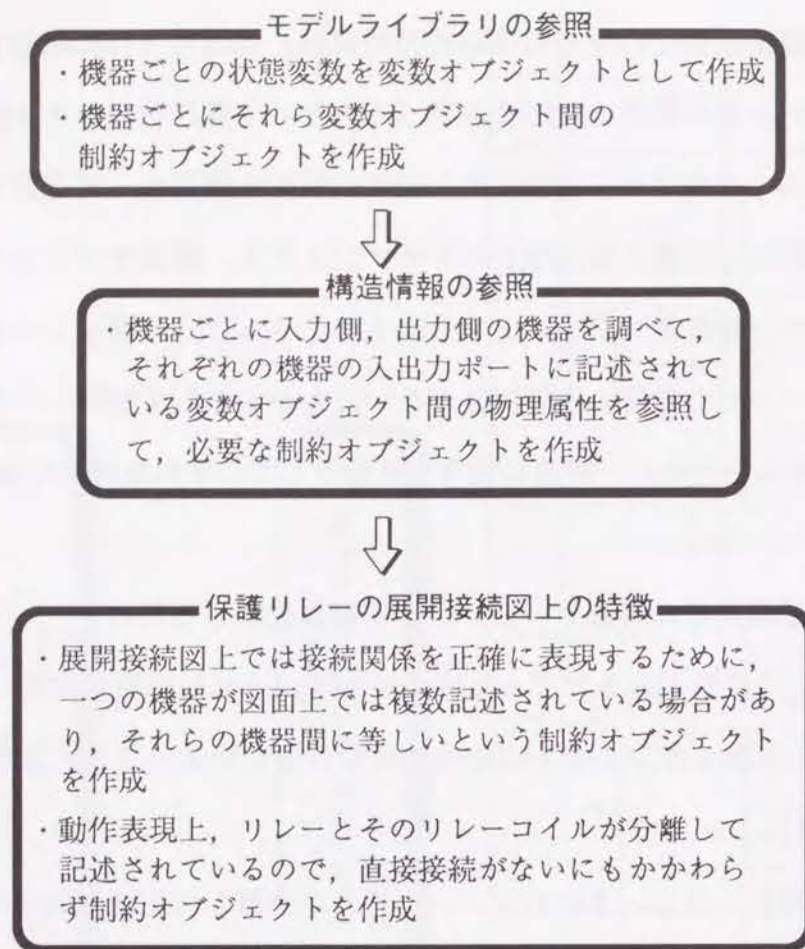 モデルライブラリの参照
・機器ごとの状態変数を変数オブジェクトとして作成
・機器ごとにそれら変数オブジェクト間の
制約オブジェクトを作成
構造情報の参照
・機器ごとに入力側，出力側の機器を調べて，
それぞれの機器の入出力ポートに記述されて
いる変数オブジェクト間の物理属性を参照し
て，必要な制約オブジェクトを作成
保護リレーの展開接続図上の特徴
・展開接続図上では接続関係を正確に表現するために，
一つの機器が図面上では複数記述されている場合があ
り，それらの機器間に等しいという制約オブジェクト
を作成
・動作表現上，リレーとそのリレーコイルが分離して
記述されているので，直接接続がないにもかかわら
ず制約オブジェクトを作成